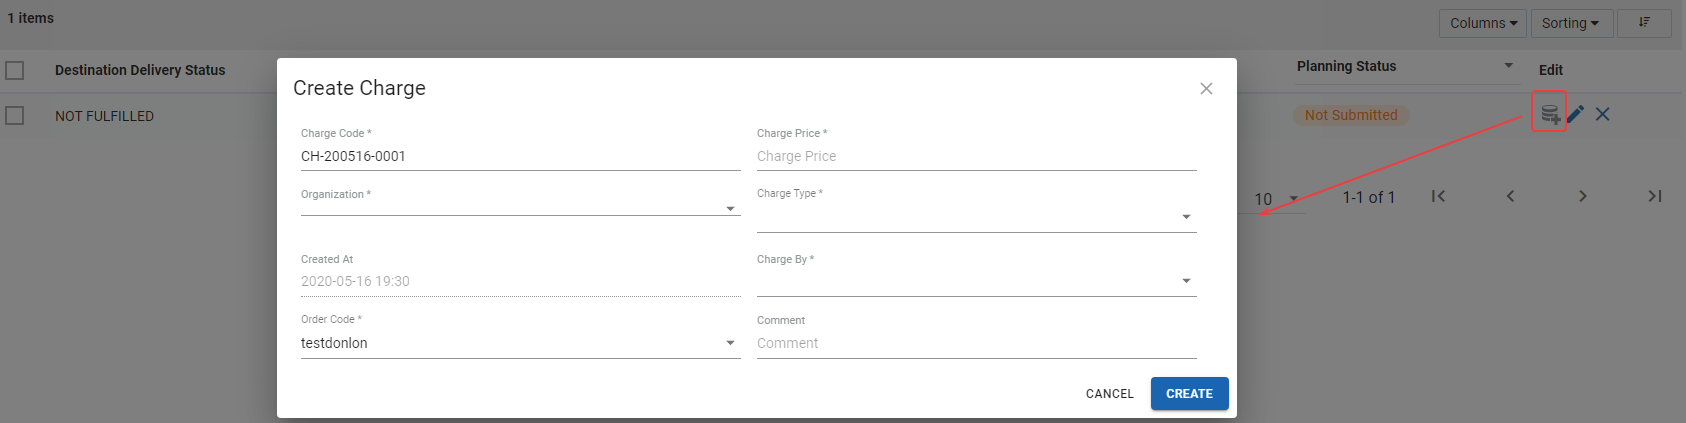 1 items
Columns
Sorting
Destination Delivery Status
Planning Status
Edit
NOT FULFILLED
Not Submitted
10
1-1 of 1
Create Charge
Charge Code *
CH-200516-0001
Charge Price *
Charge Price
Organization *
Charge Type *
Created At
2020-05-16 19:30
Charge By *
Order Code *
testdonlon
Comment
Comment
CANCEL
CREATE